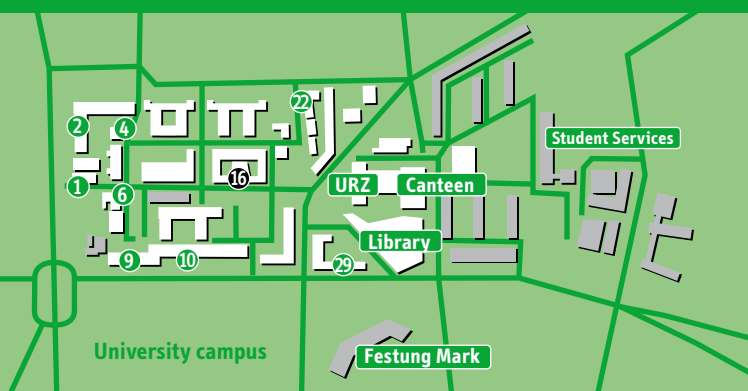 22
2
4
Student Services
16
URZ
Canteen
1
6
Library
9
10
29
University campus
Festung Mark